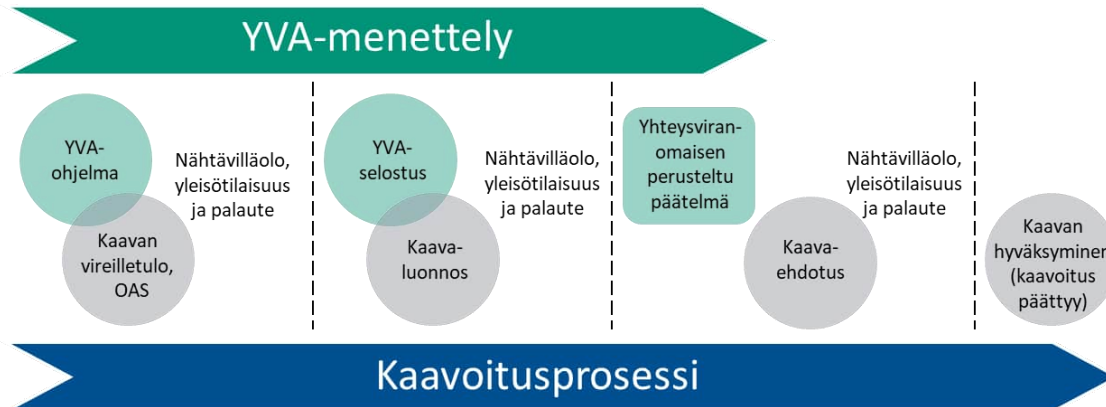 YVA-menettely
YVA-
ohjelma
Nähtävilläolo,
yleisötilaisuus
ja palaute
Kaavan
vireilletulo,
OAS
YVA-
selostus
Nähtävilläolo,
yleisötilaisuus
ja palaute
Kaava-
luonnos
Yhteysviran-
omaisen
perusteltu
päätelmä
Nähtävilläolo,
yleisötilaisuus
ja palaute
Kaava-
ehdotus
Kaavan
hyväksyminen
(kaavoitus
päättyy)
Kaavoitusprosessi